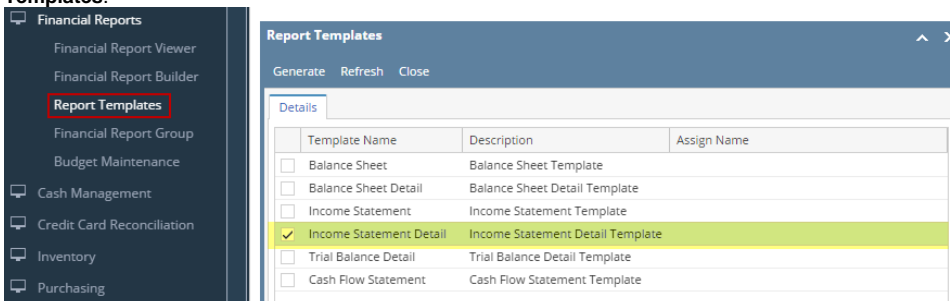 Templates.
Financial Reports
Financial Report Viewer
Financial Report Builder
Report Templates
Financial Report Group
Budget Maintenance
Cash Management
Credit Card Reconciliation
Inventory
Purchasing
Report Templates
Generate Refresh Close
Details
Template Name Description Assign Name
Balance Sheet Balance Sheet Template
Balance Sheet Detail Balance Sheet Detail Template
Income Statement Income Statement Template
Income Statement Detail Income Statement Detail Template
Trial Balance Detail Trial Balance Detail Template
Cash Flow Statement Cash Flow Statement Template